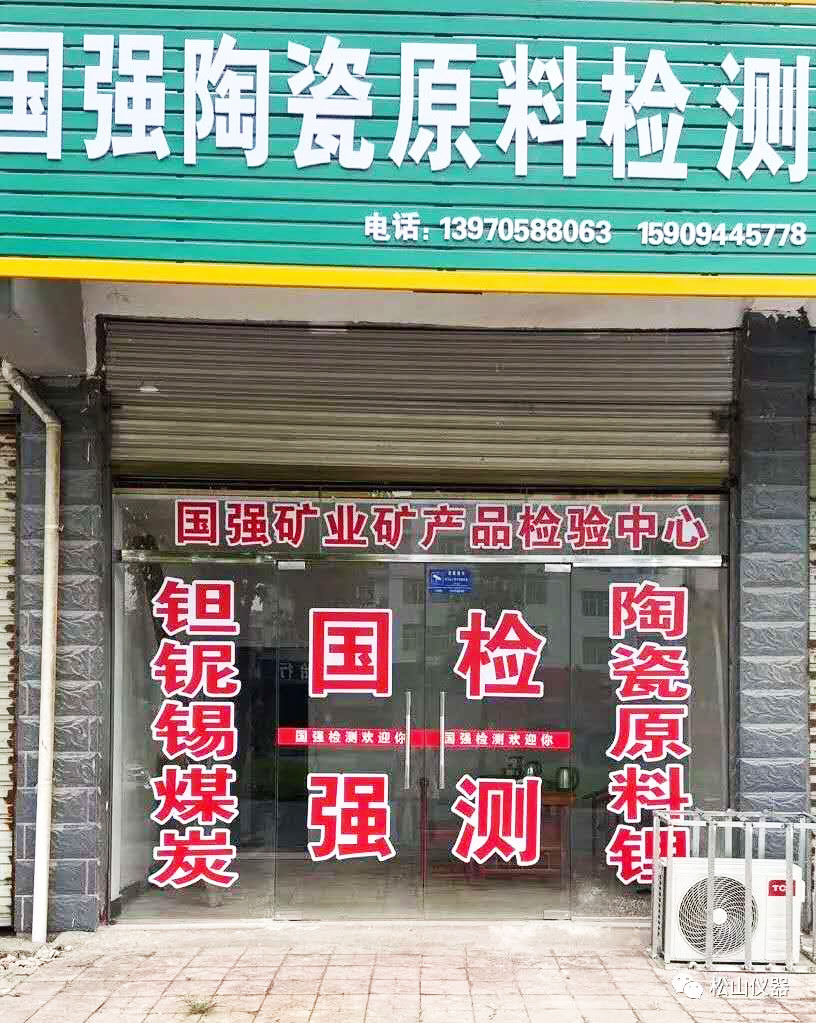 国强陶瓷原料检测
电话：13970588063 15909445778
国强矿业矿产品检验中心
钽铌锡煤炭
国强
检测
陶瓷原料锂
国强检测欢迎你
国强检测欢迎你
TCL
松山仪器